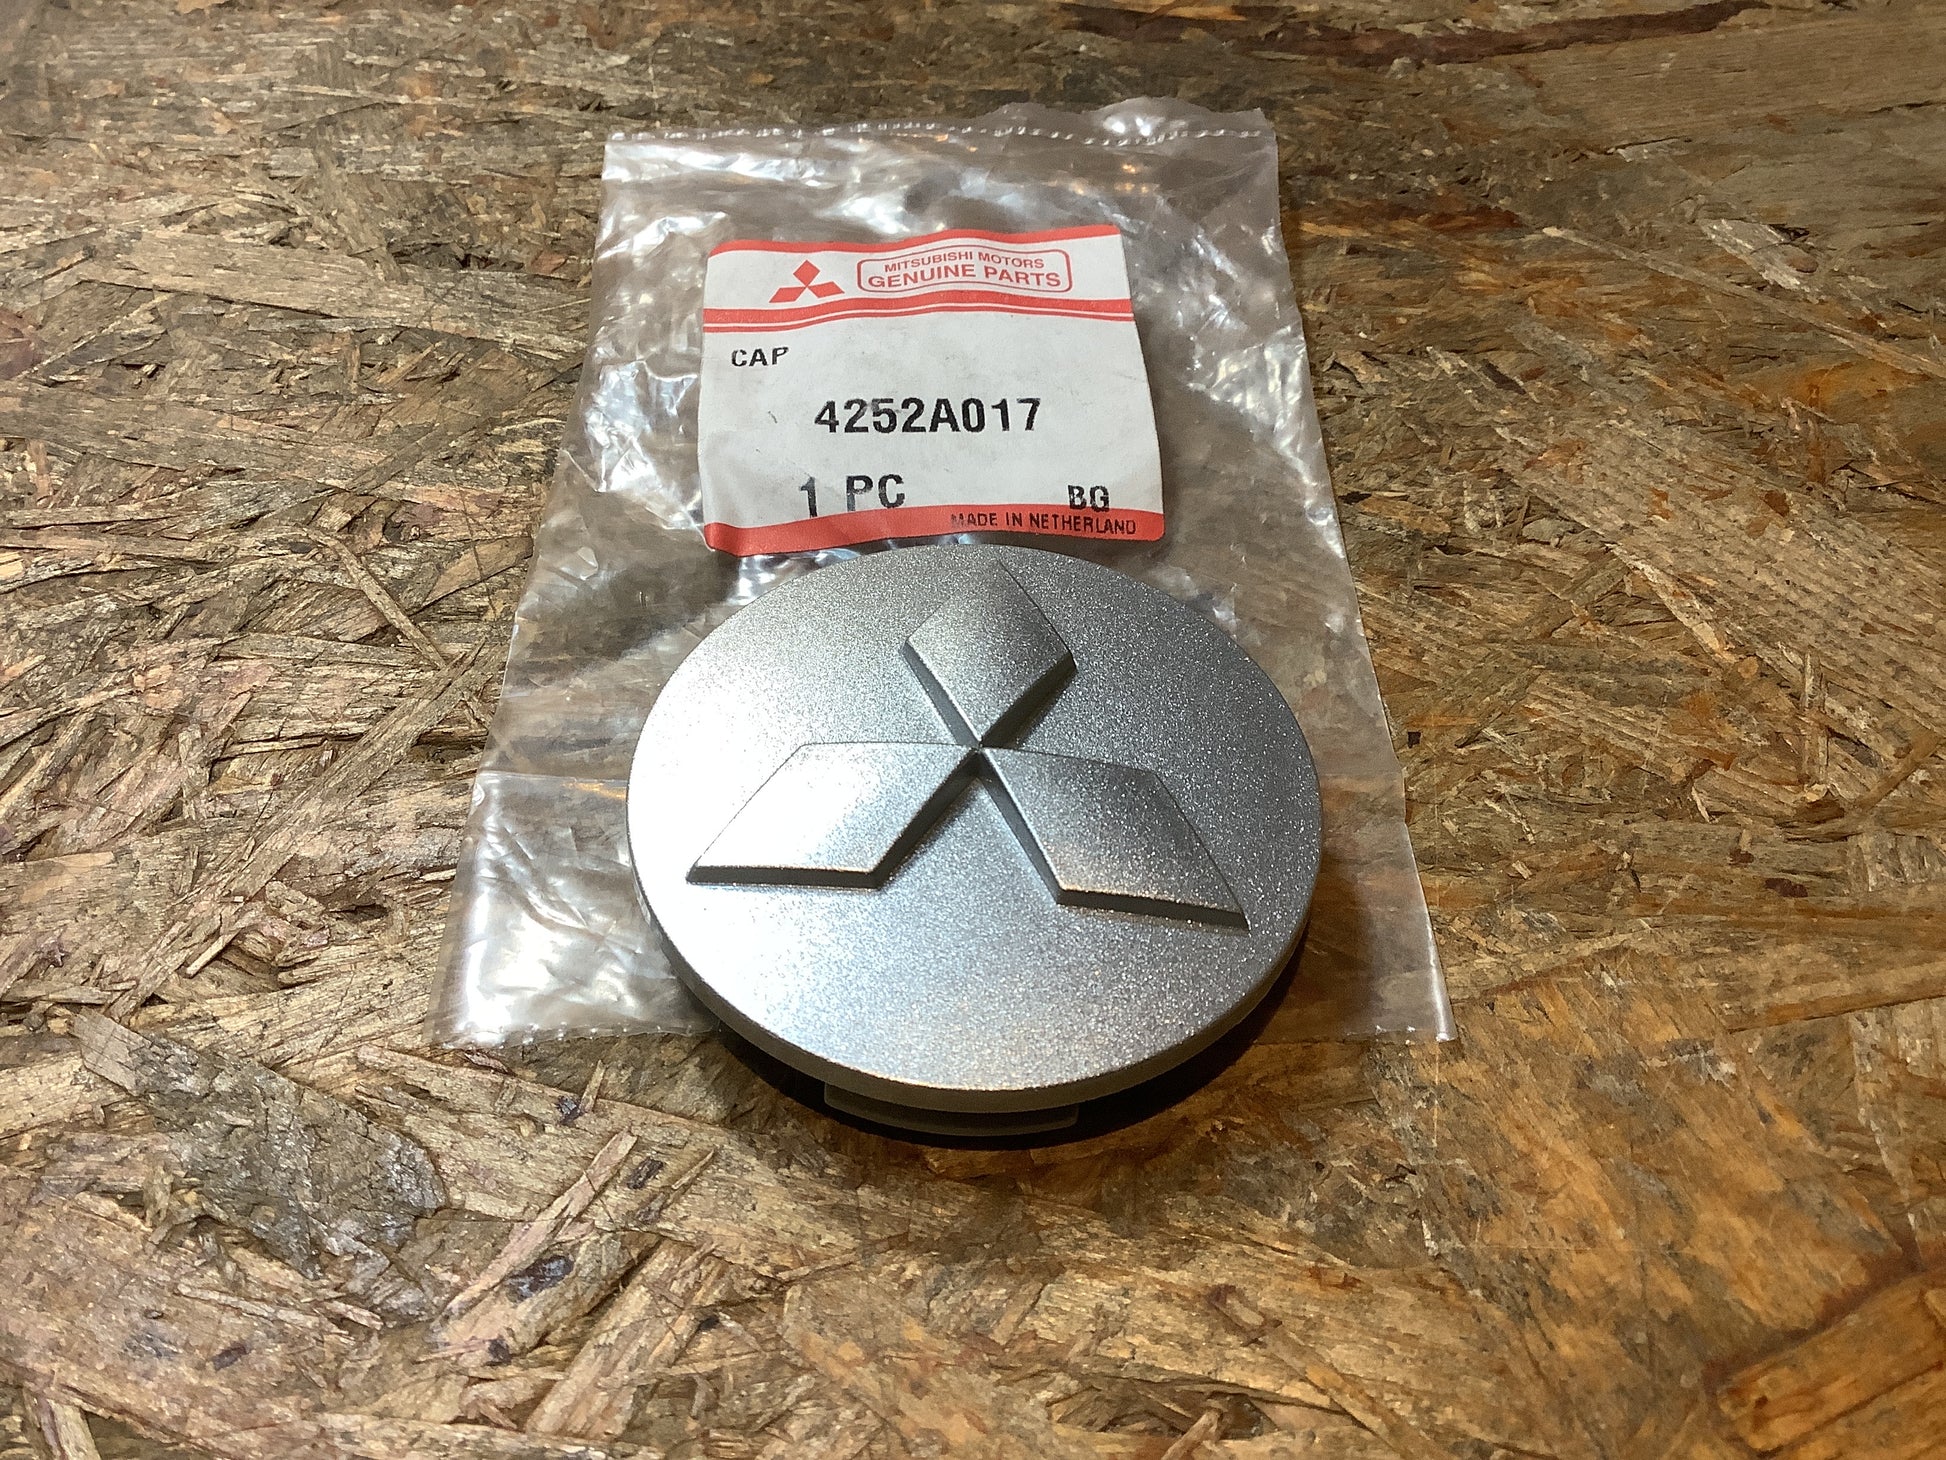 MITSUBISHI MOTORS
GENUINE PARTS
CAP
4252A017
1 PC BG
MADE IN NETHERLAND